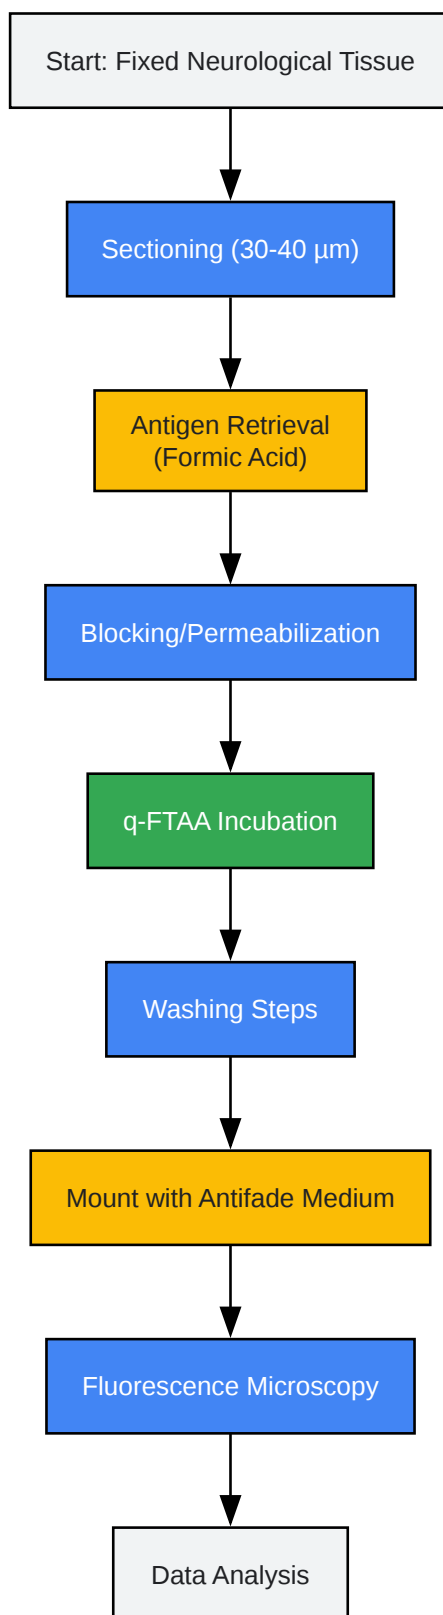 Start: Fixed Neurological Tissue
Sectioning (30-40 µm)
Antigen Retrieval
(Formic Acid)
Blocking/Permeabilization
q-FTAA Incubation
Washing Steps
Mount with Antifade Medium
Fluorescence Microscopy
Data Analysis